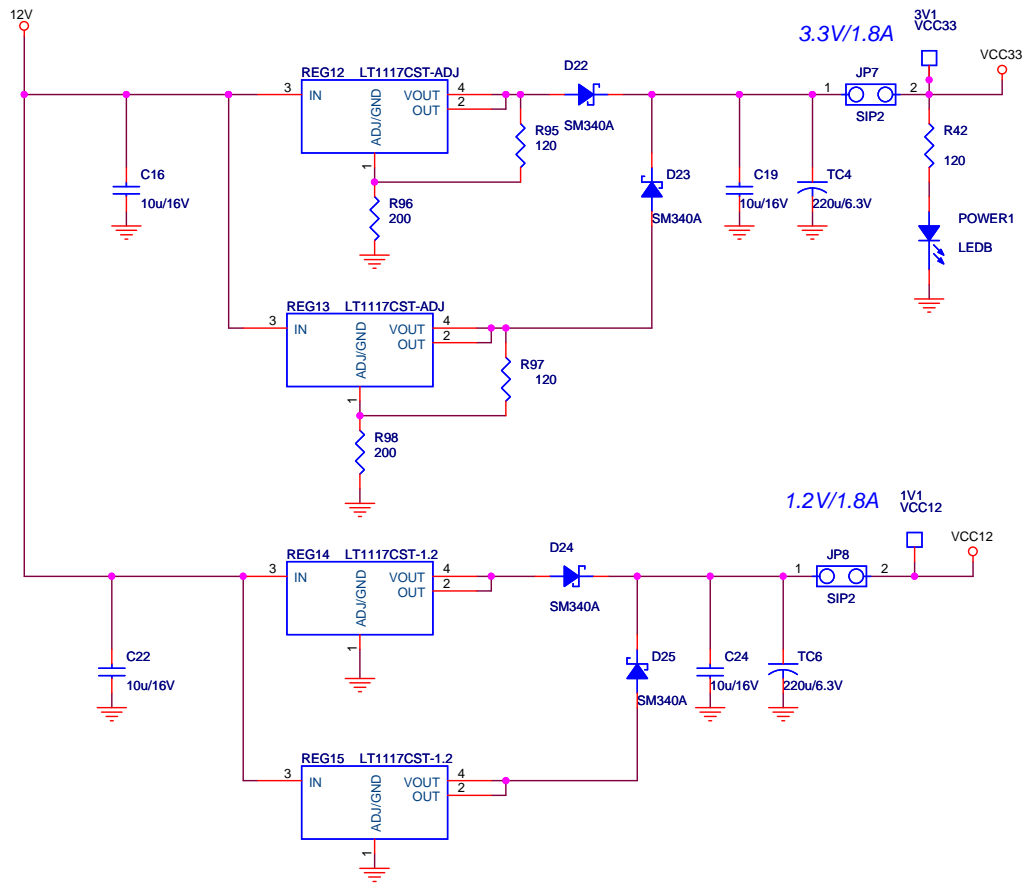 12V
3.3V/1.8A
3V1
VCC33
VCC33
REG12 LT1117CST-ADJ
3 IN
ADJ/GND
VOUT 4
OUT 2
1
D22
SM340A
JP7
1 2
SIP2
R95
120
R42
120
C16
10u/16V
R96
200
D23
SM340A
C19
10u/16V
TC4
220u/6.3V
POWER1
LEDB
REG13 LT1117CST-ADJ
3 IN
ADJ/GND
VOUT 4
OUT 2
1
R97
120
R98
200
1.2V/1.8A
1V1
VCC12
VCC12
REG14 LT1117CST-1.2
3 IN
ADJ/GND
VOUT 4
OUT 2
1
D24
SM340A
JP8
1 2
SIP2
C22
10u/16V
D25
SM340A
C24
10u/16V
TC6
220u/6.3V
REG15 LT1117CST-1.2
3 IN
ADJ/GND
VOUT 4
OUT 2
1